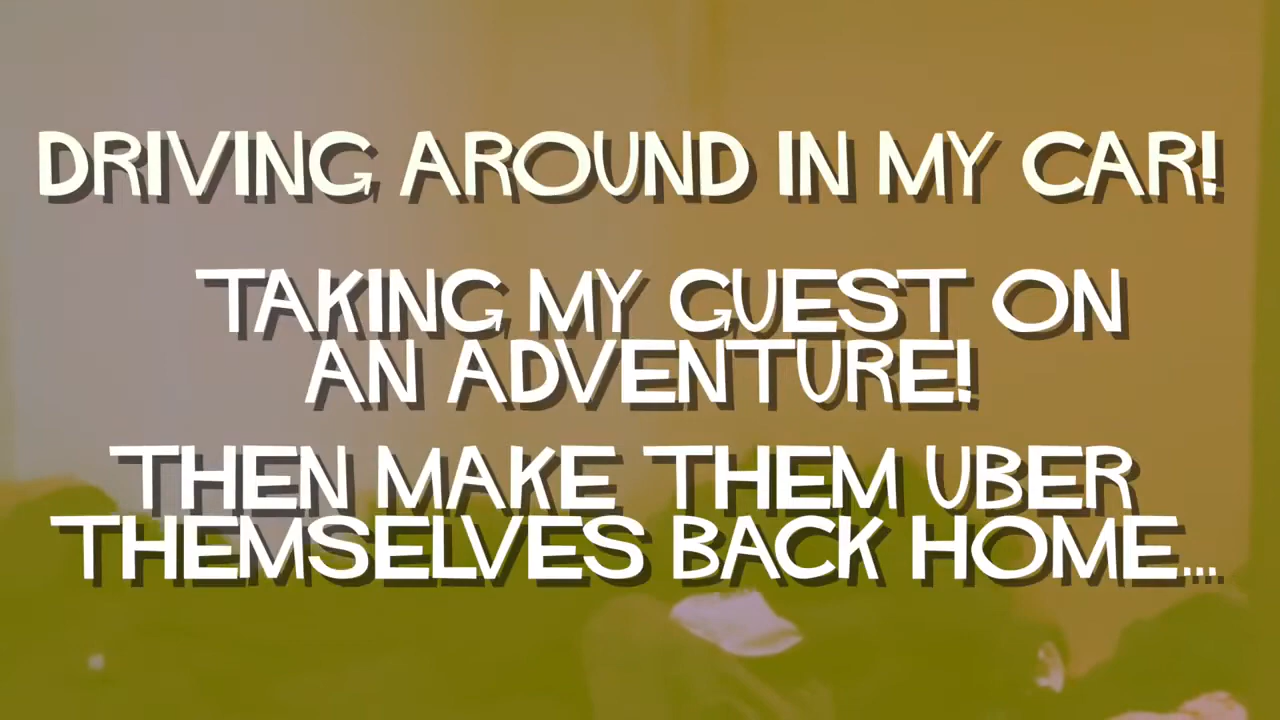 DRIVING AROUND IN MY CAR!
TAKING MY GUEST ON
AN ADVENTURE!
THEN MAKE THEM UBER
THEMSELVES BACK HOME...